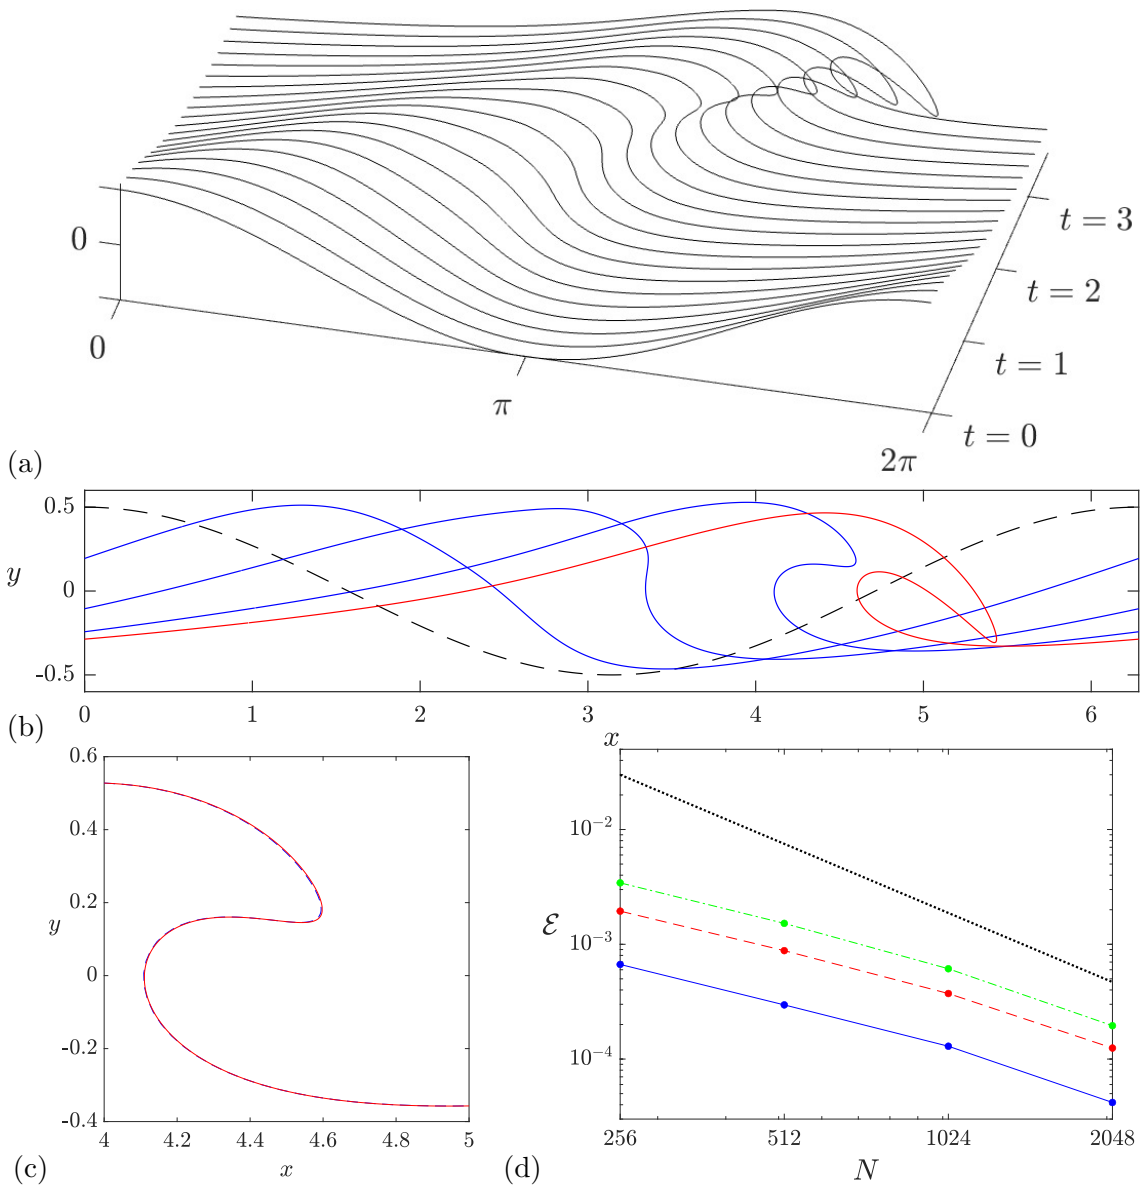 0
0
π
2π
t = 0
t = 1
t = 2
t = 3
(a)
0.5
y
0
-0.5
0 1 2 3 4 5 6
x
(b)
0.6
0.4
0.2
y
0
-0.2
-0.4
4 4.2 4.4 4.6 4.8 5
(c) x
10⁻²
ℰ
10⁻³
10⁻⁴
256 512 1024 2048
(d) N